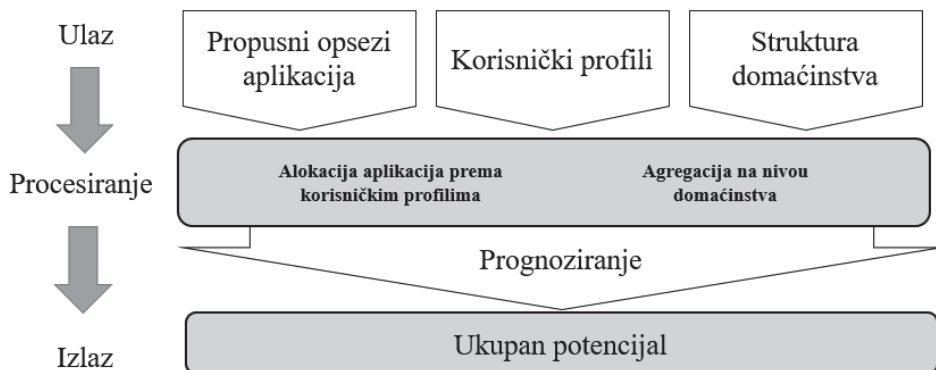 Ulaz
Propusni opsezi
aplikacija
Korisnički profili
Struktura
domaćinstva
Procesiranje
Alokacija aplikacija prema
korisničkim profilima
Agregacija na nivou
domaćinstva
Prognoziranje
Izlaz
Ukupan potencijal